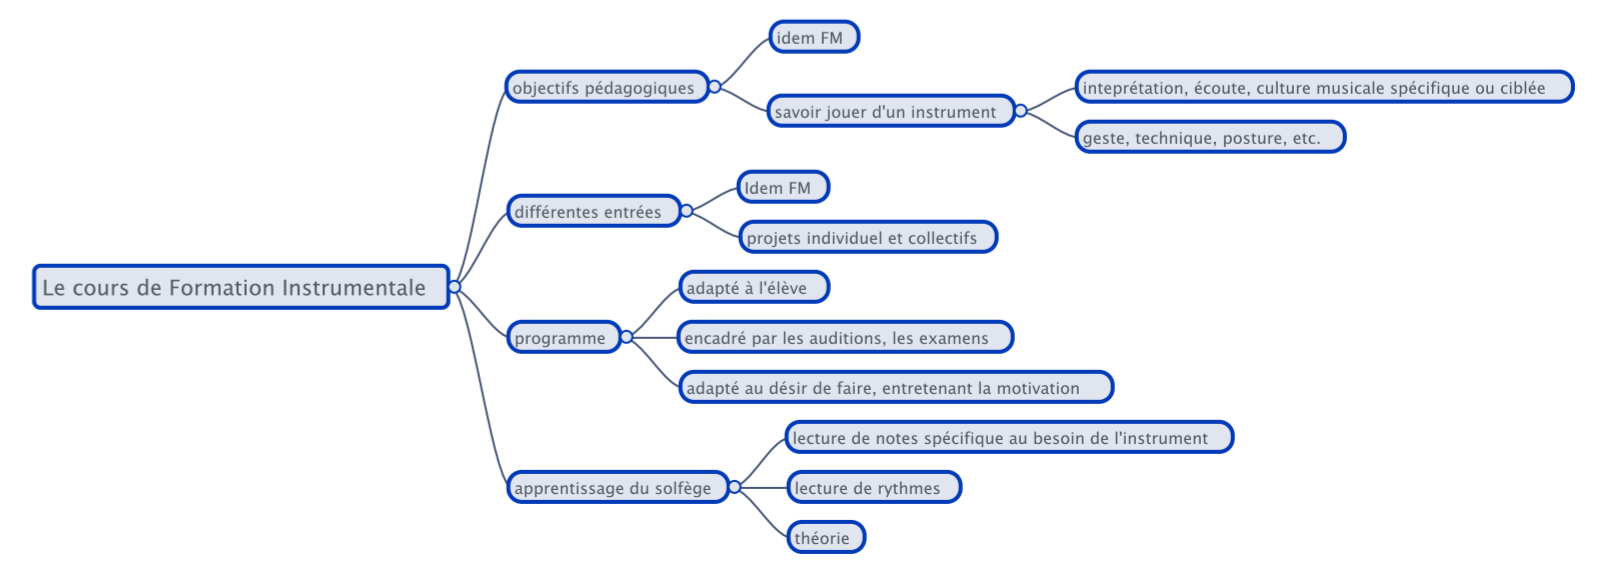 idem FM
objectifs pédagogiques
inteprétation, écoute, culture musicale spécifique ou ciblée
savoir jouer d'un instrument
geste, technique, posture, etc.
Idem FM
différentes entrées
projets individuel et collectifs
Le cours de Formation Instrumentale
adapté à l'élève
programme
encadré par les auditions, les examens
adapté au désir de faire, entretenant la motivation
lecture de notes spécifique au besoin de l'instrument
apprentissage du solfège
lecture de rythmes
théorie